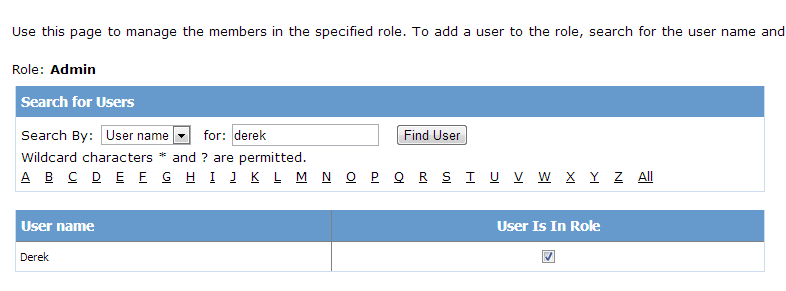 Use this page to manage the members in the specified role. To add a user to the role, search for the user name and
Role: Admin
Search for Users
Search By: User name for: derek Find User
Wildcard characters * and ? are permitted.
A B C D E F G H I J K L M N O P Q R S T U V W X Y Z All
User name User Is In Role
Derek